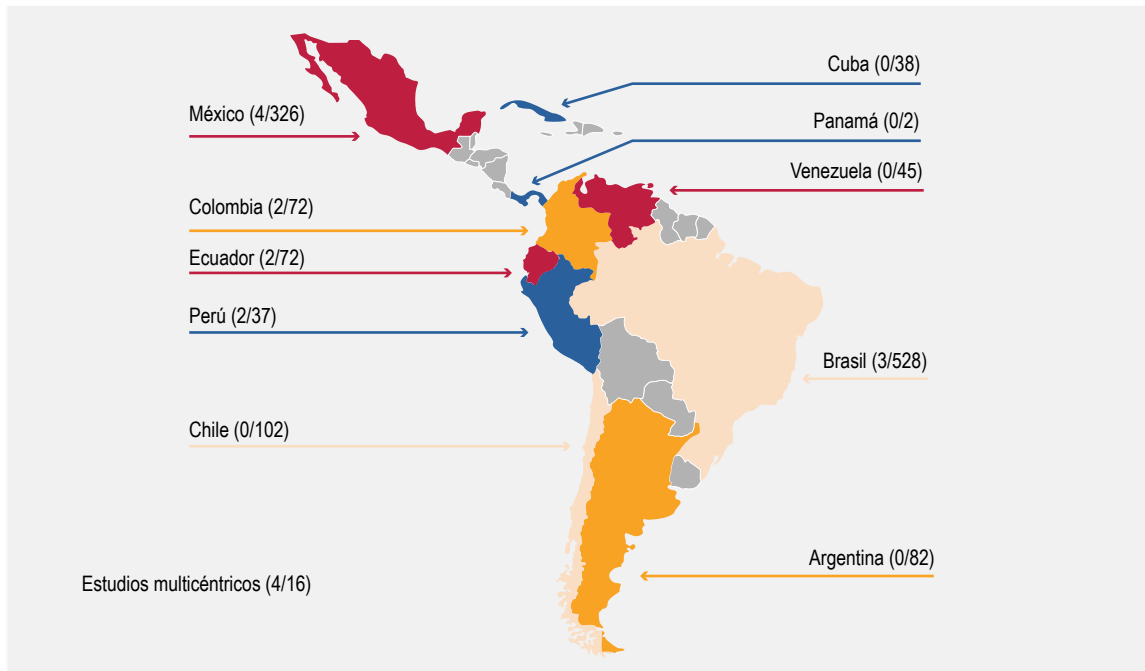 Cuba (0/38)
México (4/326)
Panamá (0/2)
Venezuela (0/45)
Colombia (2/72)
Ecuador (2/72)
Perú (2/37)
Brasil (3/528)
Chile (0/102)
Argentina (0/82)
Estudios multicéntricos (4/16)